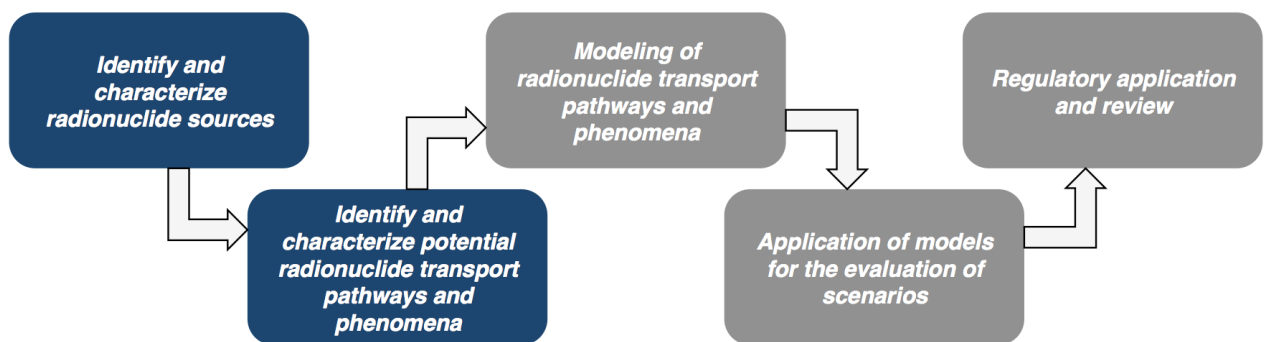 Identify and
characterize
radionuclide sources
Identify and
characterize potential
radionuclide transport
pathways and
phenomena
Modeling of
radionuclide transport
pathways and
phenomena
Application of models
for the evaluation of
scenarios
Regulatory application
and review